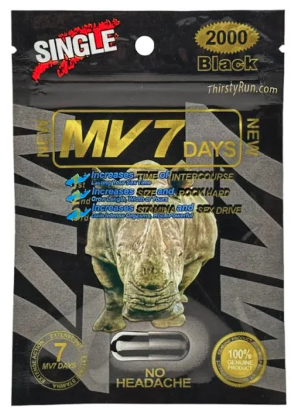 SINGLE
2000
Black
ThirstyRun.com
NEW
MV7 DAYS
NEW
Increases TIME of INTERCOURSE
Increases SIZE and ROCK HARD
Increases STAMINA and SEX DRIVE
7
MV7 DAYS
100%
GENUINE
PRODUCT
NO
HEADACHE